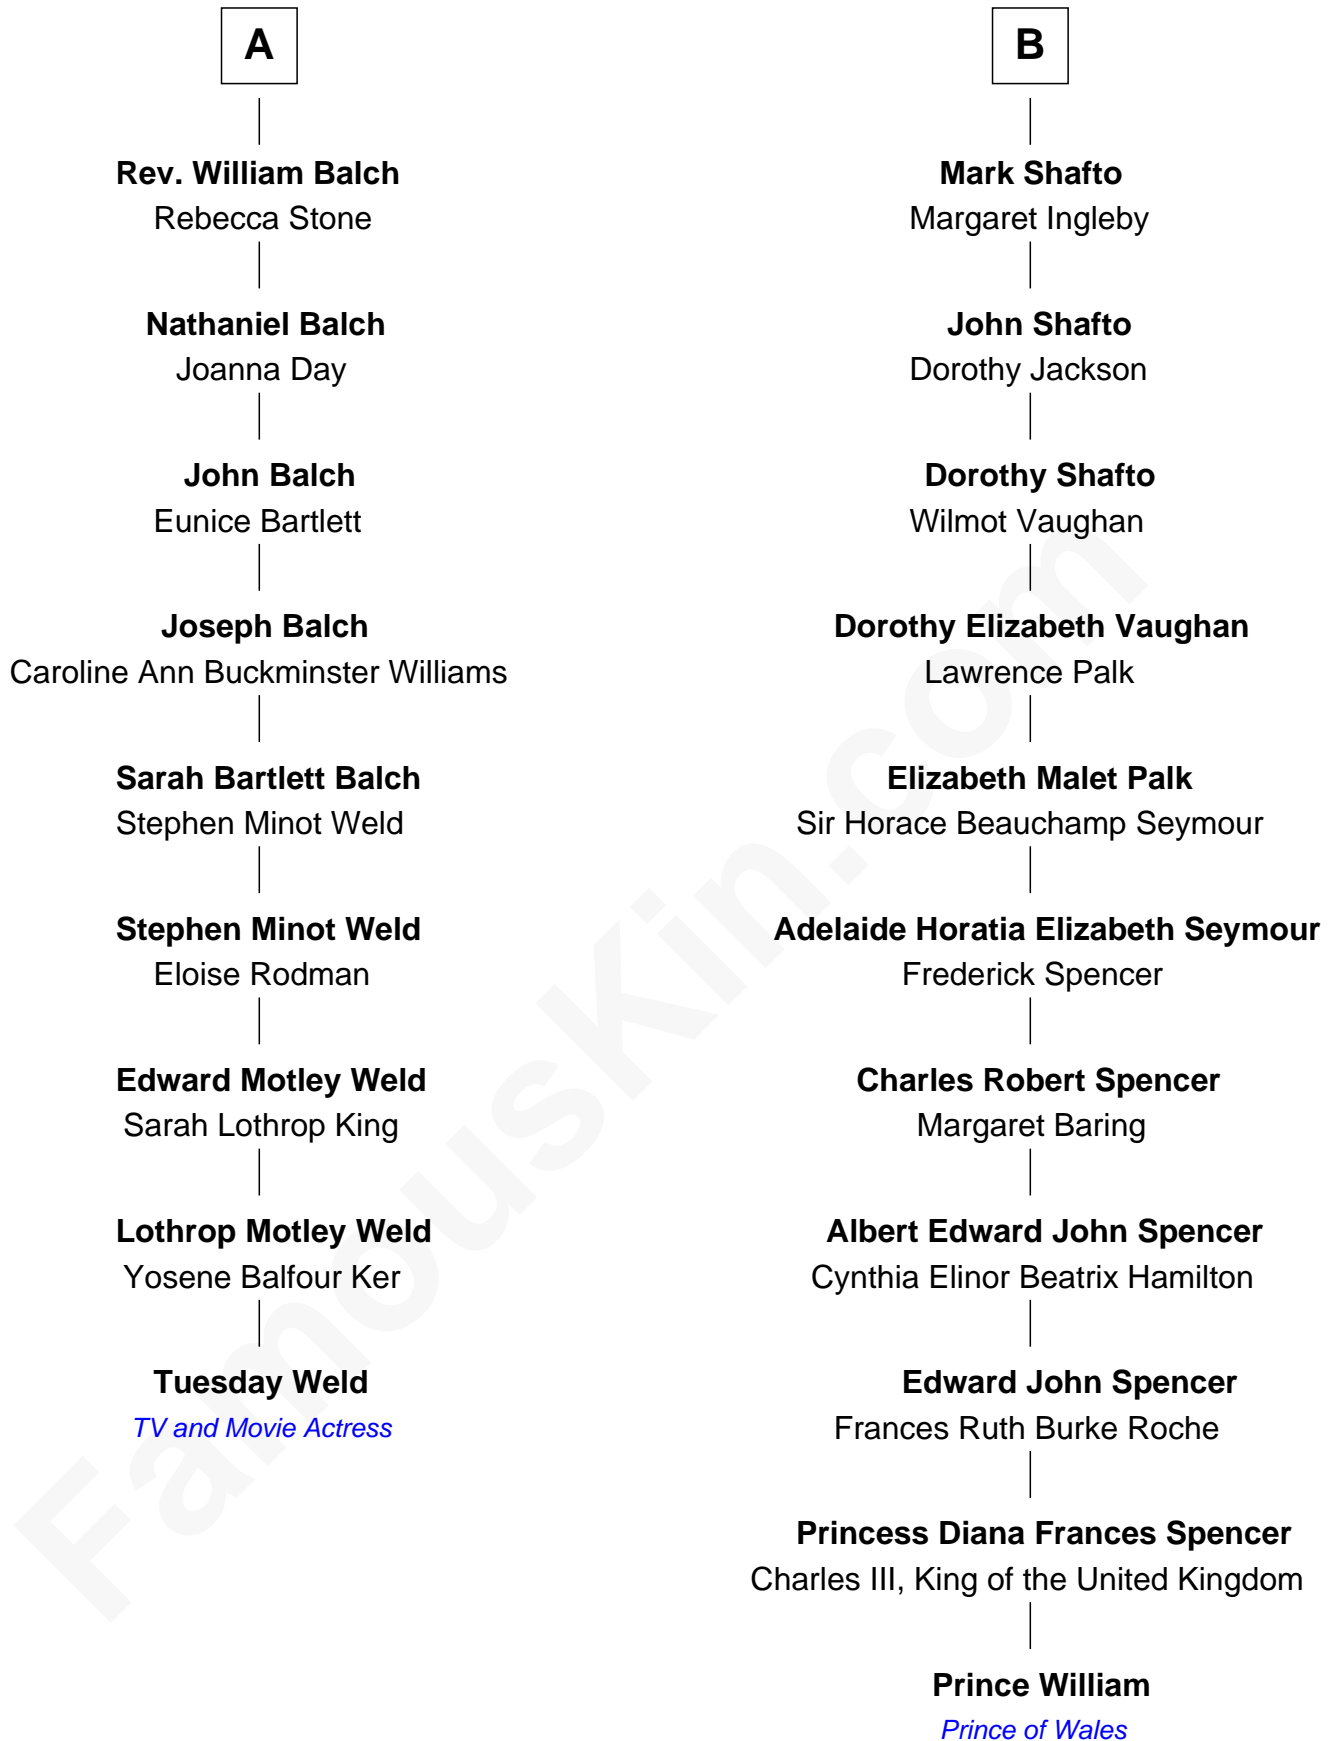 A
Rev. William Balch
Rebecca Stone
Nathaniel Balch
Joanna Day
John Balch
Eunice Bartlett
Joseph Balch
Caroline Ann Buckminster Williams
Sarah Bartlett Balch
Stephen Minot Weld
Stephen Minot Weld
Eloise Rodman
Edward Motley Weld
Sarah Lothrop King
Lothrop Motley Weld
Yosene Balfour Ker
Tuesday Weld
TV and Movie Actress
B
Mark Shafto
Margaret Ingleby
John Shafto
Dorothy Jackson
Dorothy Shafto
Wilmot Vaughan
Dorothy Elizabeth Vaughan
Lawrence Palk
Elizabeth Malet Palk
Sir Horace Beauchamp Seymour
Adelaide Horatia Elizabeth Seymour
Frederick Spencer
Charles Robert Spencer
Margaret Baring
Albert Edward John Spencer
Cynthia Elinor Beatrix Hamilton
Edward John Spencer
Frances Ruth Burke Roche
Princess Diana Frances Spencer
Charles III, King of the United Kingdom
Prince William
Prince of Wales
FamousKin.com